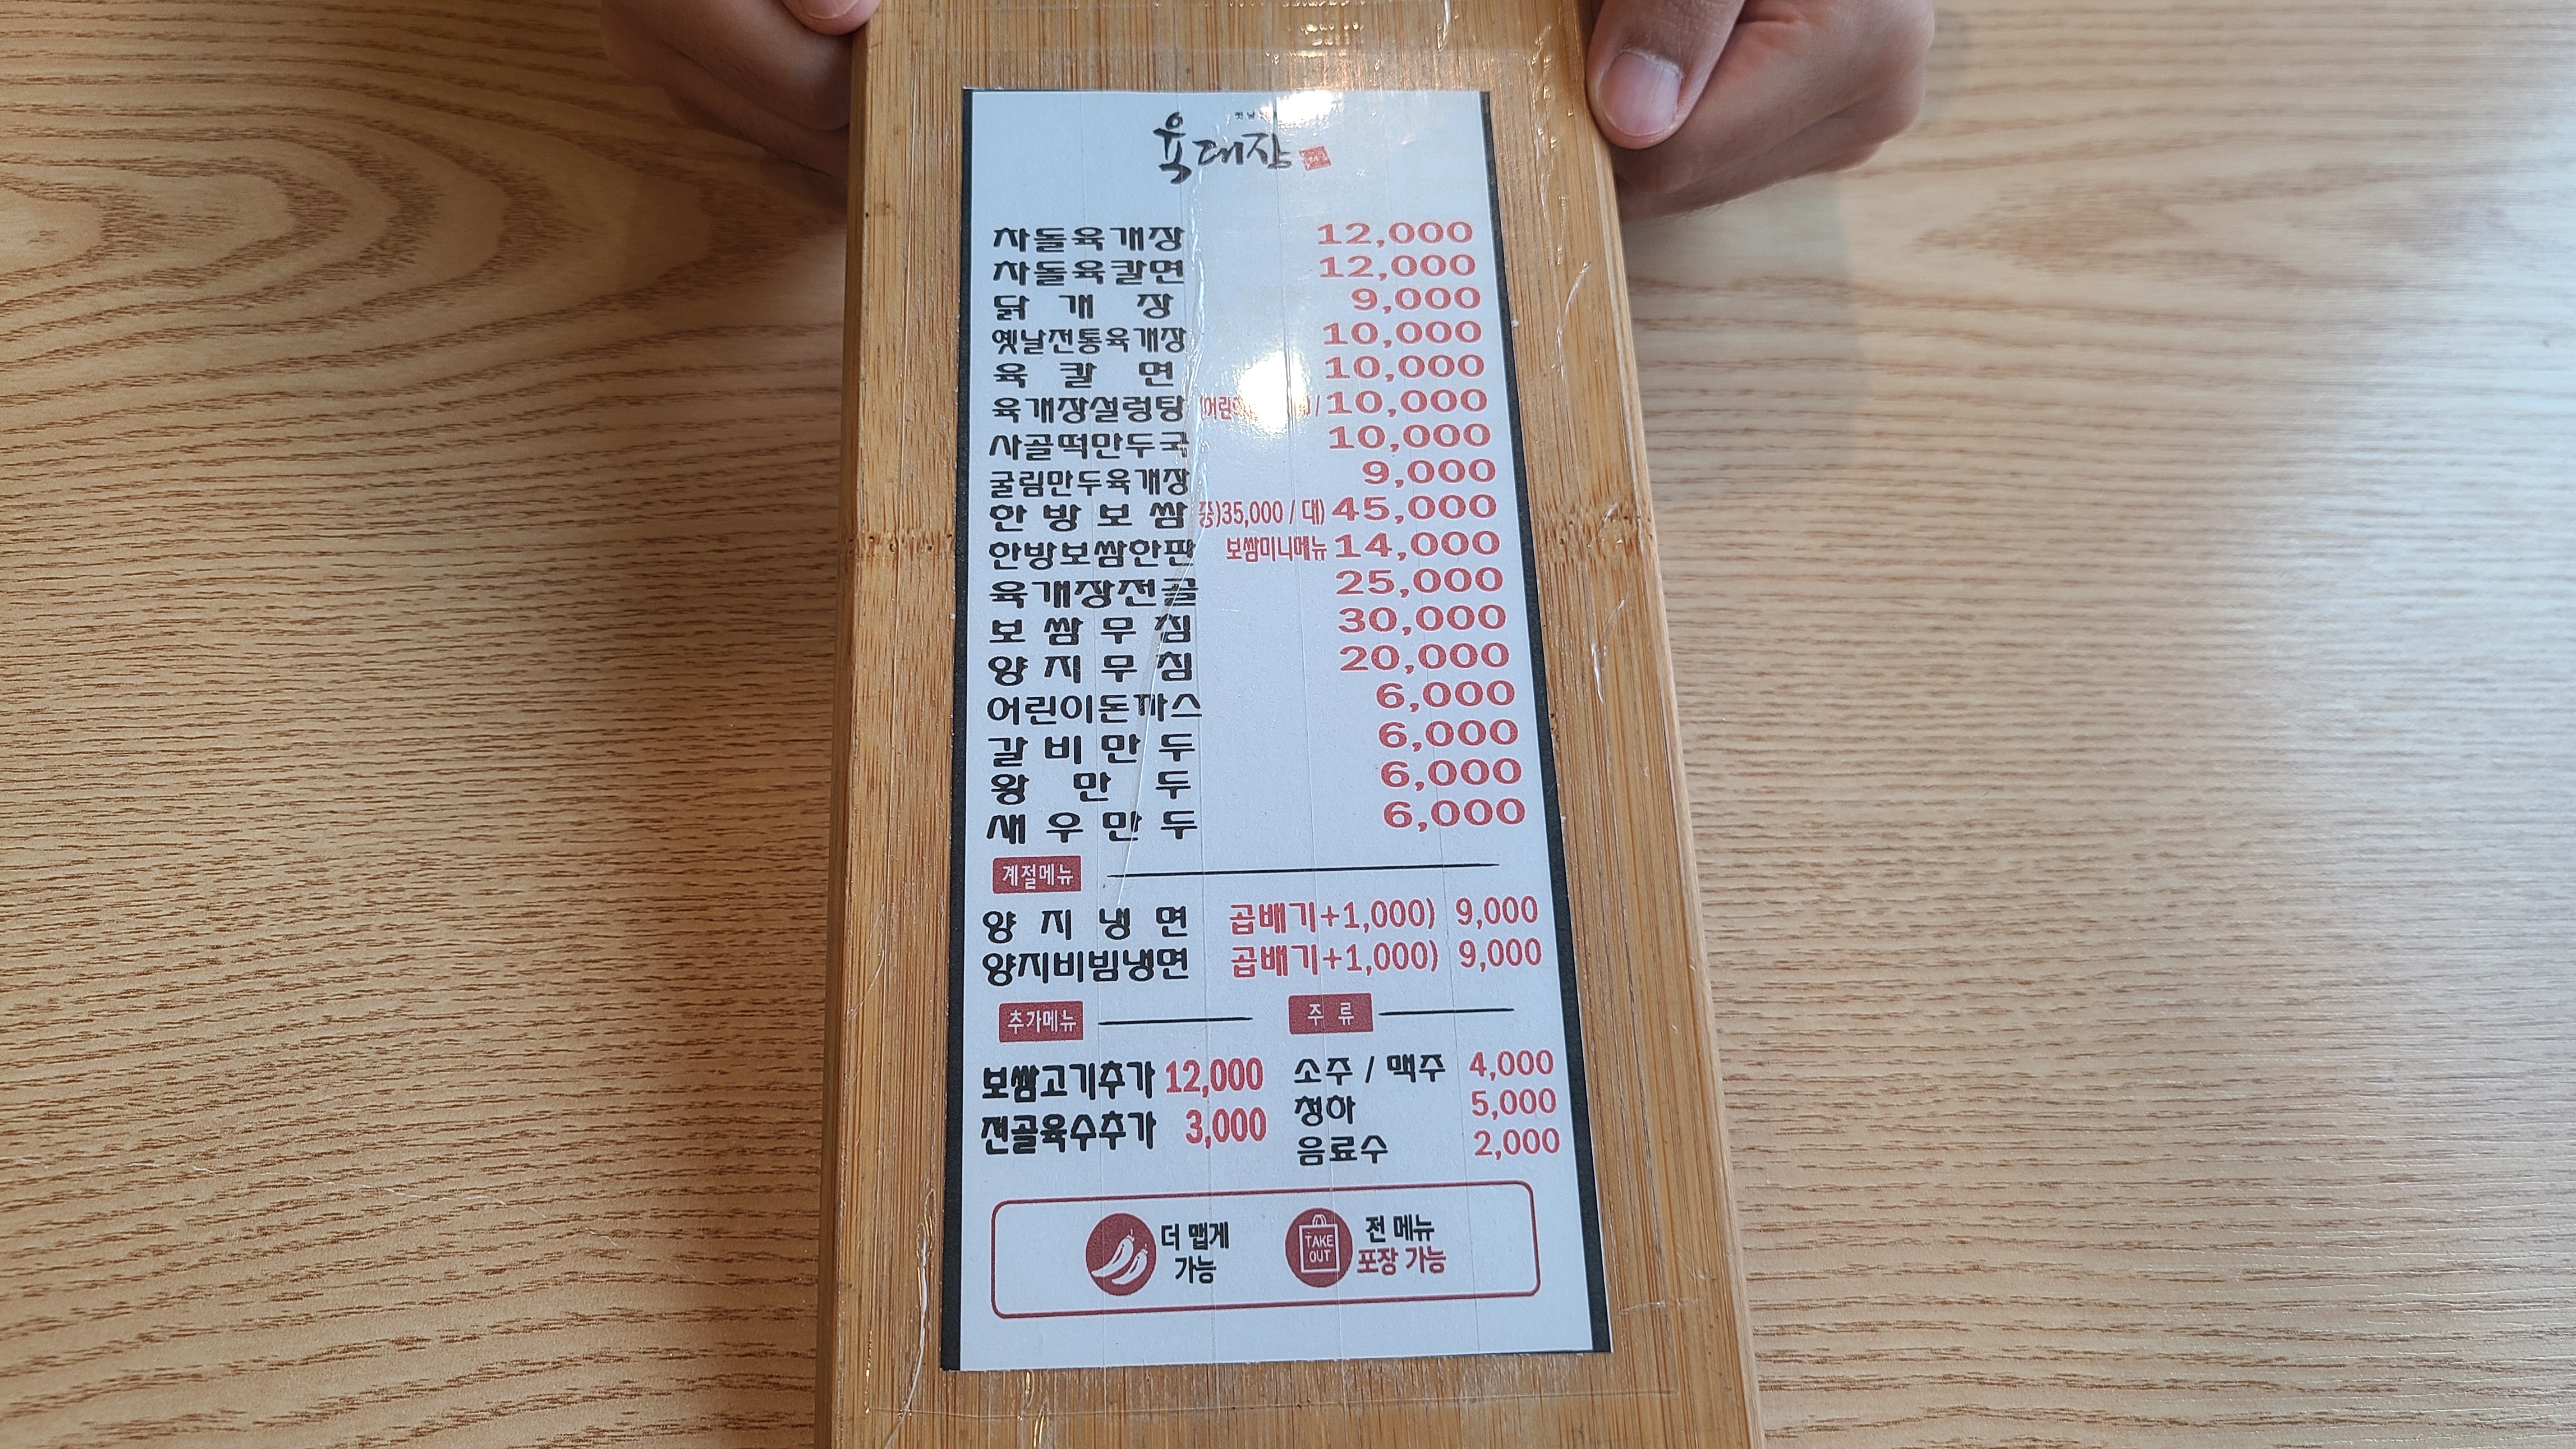 육대장
차돌육개장 12,000
차돌육칼면 12,000
닭개장 9,000
옛날전통육개장 10,000
육칼면 10,000
육개장설렁탕 / 10,000
사골떡만두국 10,000
굴림만두육개장 9,000
한방보쌈 중)35,000 / 대) 45,000
한방보쌈한판 보쌈미니메뉴 14,000
육개장전골 25,000
보쌈무침 30,000
양지무침 20,000
어린이돈까스 6,000
갈비만두 6,000
왕만두 6,000
새우만두 6,000
계절메뉴
양지냉면 곱배기+1,000) 9,000
양지비빔냉면 곱배기+1,000) 9,000
추가메뉴
보쌈고기추가 12,000
전골육수추가 3,000
주류
소주 / 맥주 4,000
청하 5,000
음료수 2,000
더 맵게
가능
TAKE
OUT
전 메뉴
포장 가능